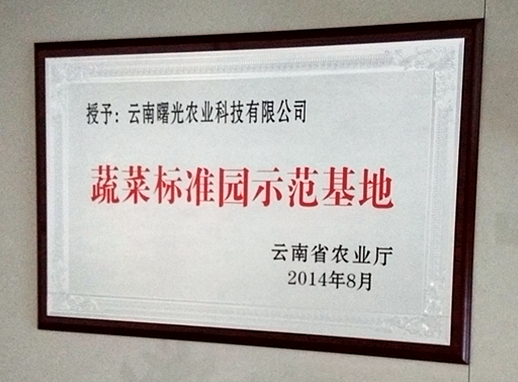 授予：云南曙光农业科技有限公司
蔬菜标准园示范基地
云南省农业厅
2014年8月